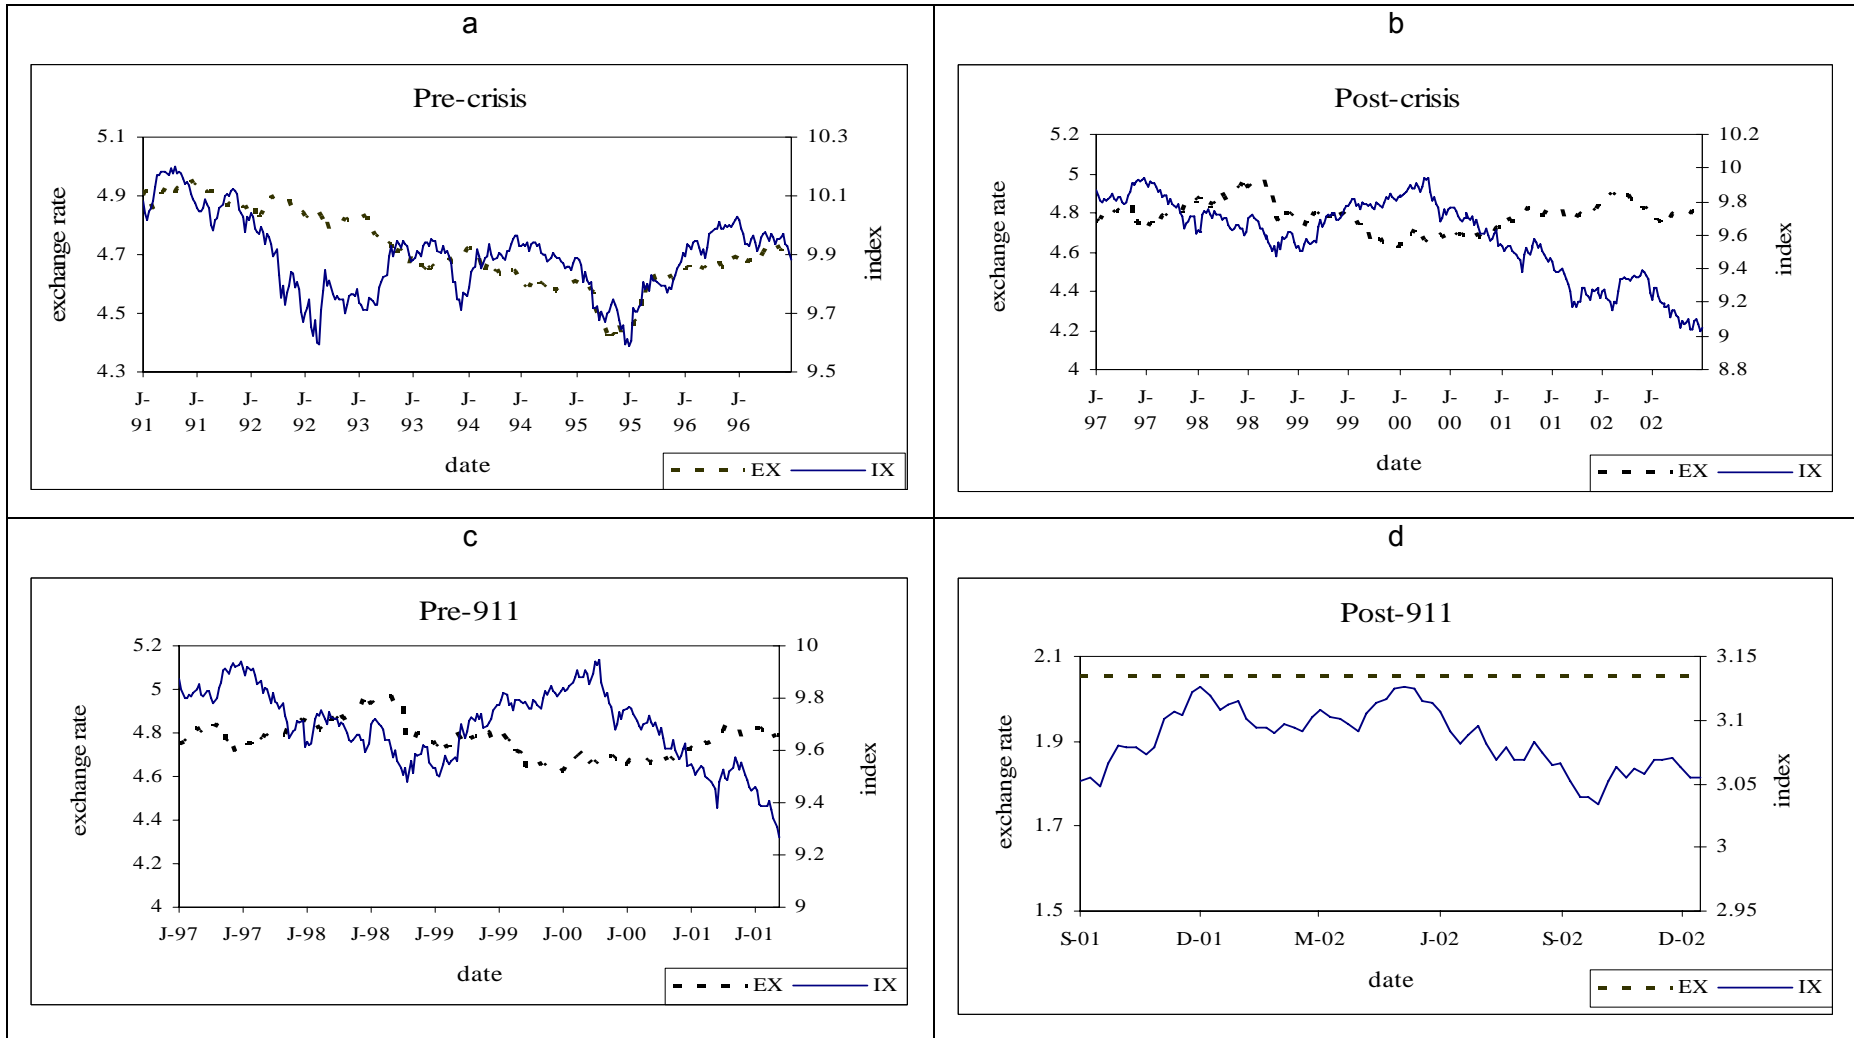 a
Pre-crisis
5.1
4.9
4.7
4.5
4.3
exchange rate
10.3
10.1
9.9
9.7
9.5
index
J- J- J- J- J- J- J- J- J- J- J- J-
91 91 92 92 93 93 94 94 95 95 96 96
date
EX IX
b
Post-crisis
5.2
5
4.8
4.6
4.4
4.2
4
exchange rate
10.2
10
9.8
9.6
9.4
9.2
9
8.8
index
J- J- J- J- J- J- J- J- J- J- J- J-
97 97 98 98 99 99 00 00 01 01 02 02
date
EX IX
c
Pre-911
5.2
5
4.8
4.6
4.4
4.2
4
exchange rate
10
9.8
9.6
9.4
9.2
9
index
J-97 J-97 J-98 J-98 J-99 J-99 J-00 J-00 J-01 J-01
date
EX IX
d
Post-911
2.1
1.9
1.7
1.5
exchange rate
3.15
3.1
3.05
3
2.95
index
S-01 D-01 M-02 J-02 S-02 D-02
date
EX IX